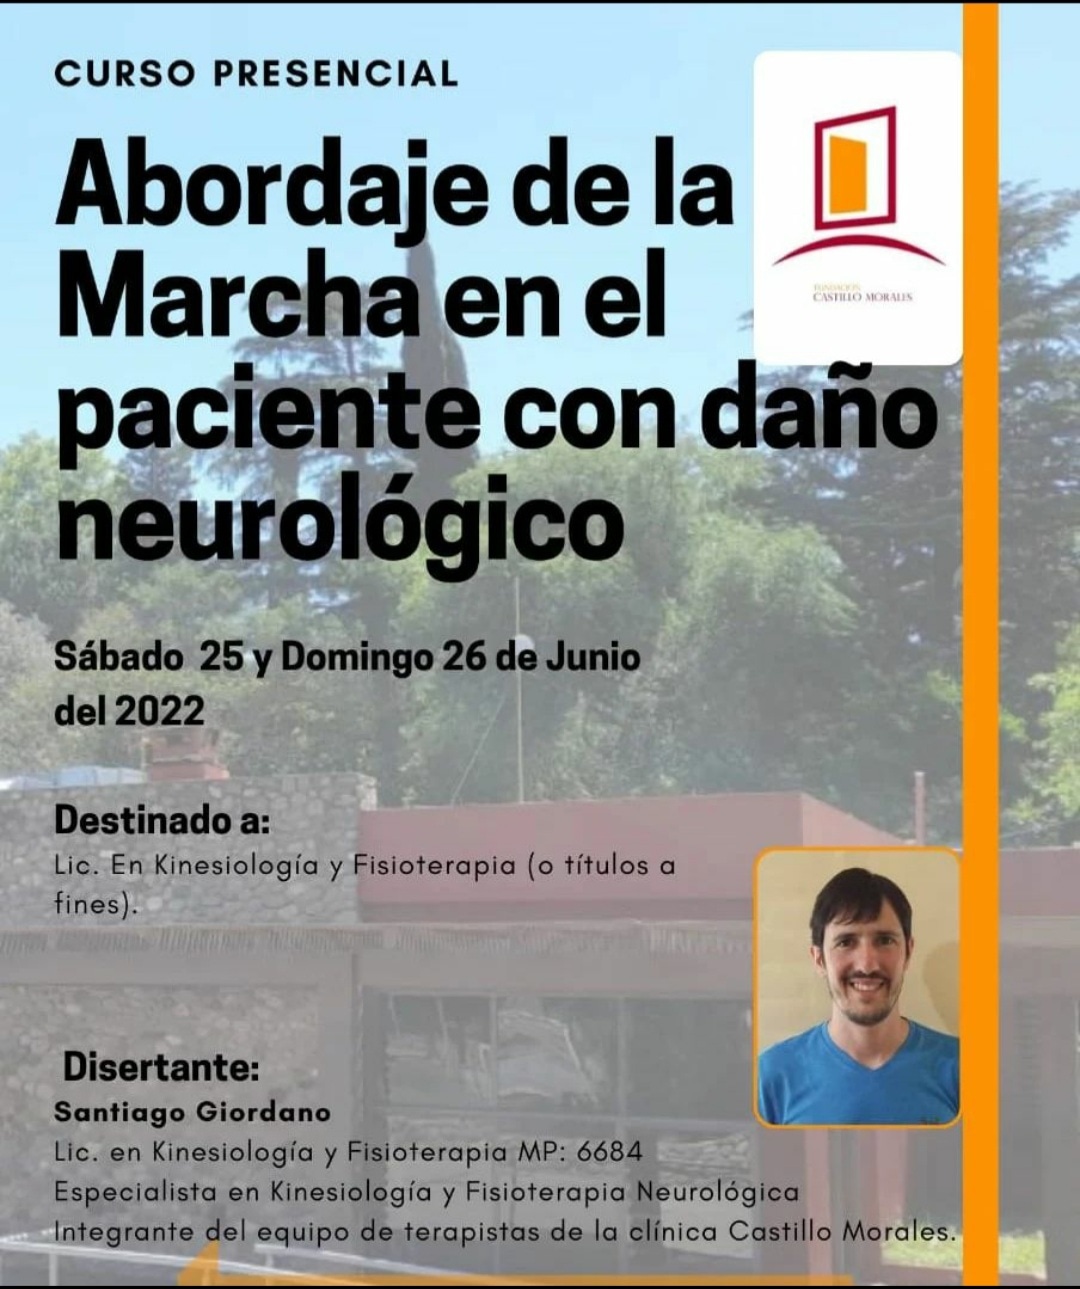 CURSO PRESENCIAL
Abordaje de la
Marcha en el
paciente con daño
neurológico
FUNDACIÓN
CASTILLO MORALES
Sábado 25 y Domingo 26 de Junio
del 2022
Destinado a:
Lic. En Kinesiología y Fisioterapia (o títulos a
fines).
Disertante:
Santiago Giordano
Lic. en Kinesiología y Fisioterapia MP: 6684
Especialista en Kinesiología y Fisioterapia Neurológica
Integrante del equipo de terapistas de la clínica Castillo Morales.